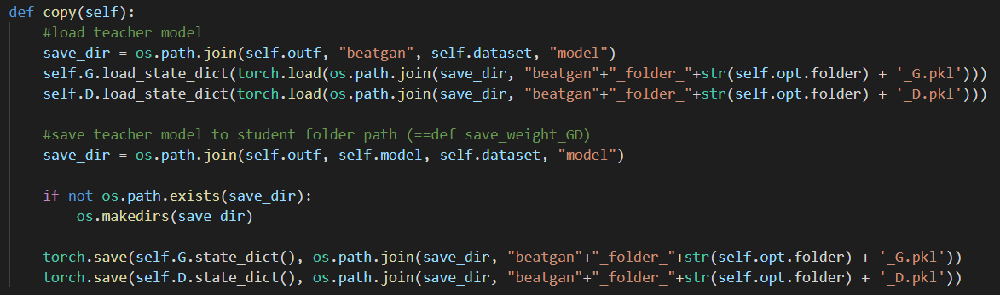 def copy(self):
    #load teacher model
    save_dir = os.path.join(self.outf, "beatgan", self.dataset, "model")
    self.G.load_state_dict(torch.load(os.path.join(save_dir, "beatgan"+"_folder_"+str(self.opt.folder) + '_G.pkl')))
    self.D.load_state_dict(torch.load(os.path.join(save_dir, "beatgan"+"_folder_"+str(self.opt.folder) + '_D.pkl')))

    #save teacher model to student folder path (==def save_weight_GD)
    save_dir = os.path.join(self.outf, self.model, self.dataset, "model")

    if not os.path.exists(save_dir):
        os.makedirs(save_dir)

    torch.save(self.G.state_dict(), os.path.join(save_dir, "beatgan"+"_folder_"+str(self.opt.folder) + '_G.pkl'))
    torch.save(self.D.state_dict(), os.path.join(save_dir, "beatgan"+"_folder_"+str(self.opt.folder) + '_D.pkl'))